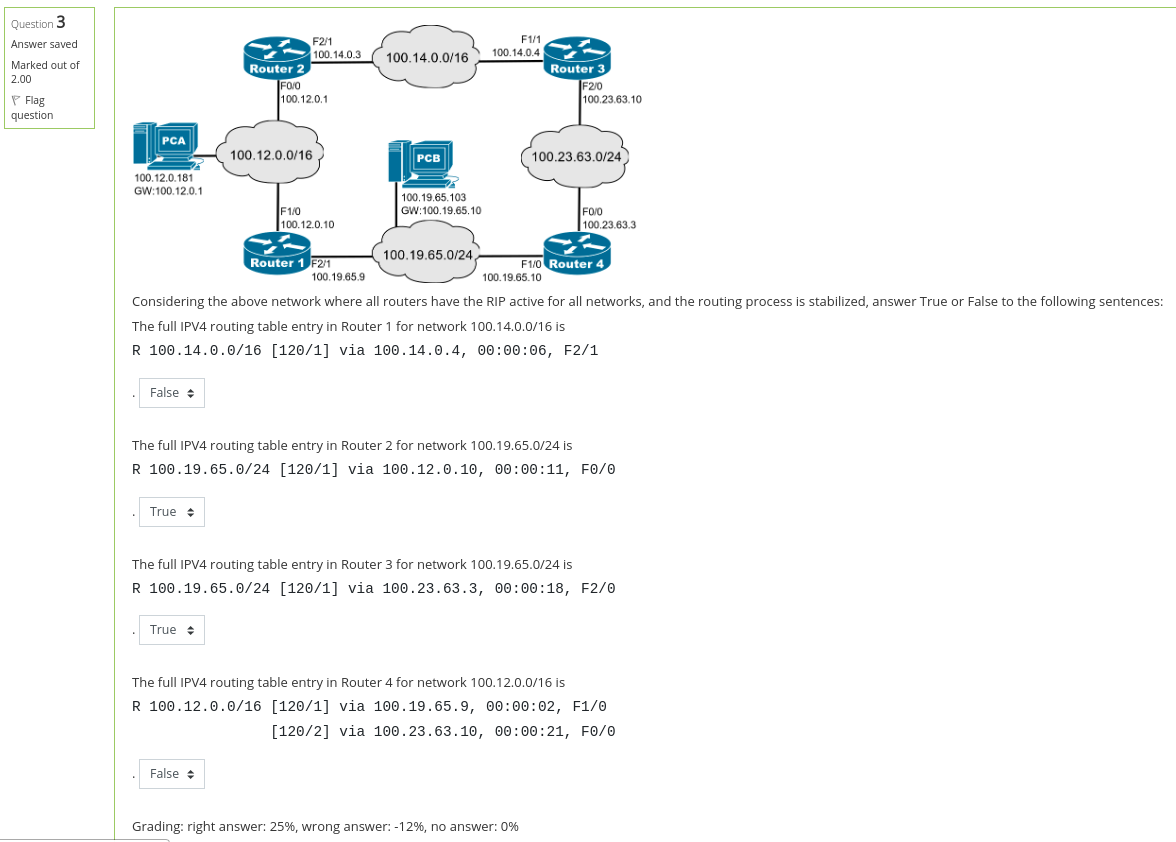 Question 3
Answer saved
Marked out of
2.00
Flag
question
F2/1
100.14.0.3
100.14.0.0/16
F1/1
100.14.0.4
Router 2
Router 3
F0/0
100.12.0.1
F2/0
100.23.63.10
PCA
100.12.0.0/16
PCB
100.23.63.0/24
100.12.0.181
GW:100.12.0.1
100.19.65.103
GW:100.19.65.10
F1/0
100.12.0.10
F0/0
100.23.63.3
Router 1
F2/1
100.19.65.9
100.19.65.0/24
F1/0
100.19.65.10
Router 4
Considering the above network where all routers have the RIP active for all networks, and the routing process is stabilized, answer True or False to the following sentences:
The full IPV4 routing table entry in Router 1 for network 100.14.0.0/16 is
R 100.14.0.0/16 [120/1] via 100.14.0.4, 00:00:06, F2/1
. False
The full IPV4 routing table entry in Router 2 for network 100.19.65.0/24 is
R 100.19.65.0/24 [120/1] via 100.12.0.10, 00:00:11, F0/0
. True
The full IPV4 routing table entry in Router 3 for network 100.19.65.0/24 is
R 100.19.65.0/24 [120/1] via 100.23.63.3, 00:00:18, F2/0
. True
The full IPV4 routing table entry in Router 4 for network 100.12.0.0/16 is
R 100.12.0.0/16 [120/1] via 100.19.65.9, 00:00:02, F1/0
[120/2] via 100.23.63.10, 00:00:21, F0/0
. False
Grading: right answer: 25%, wrong answer: -12%, no answer: 0%